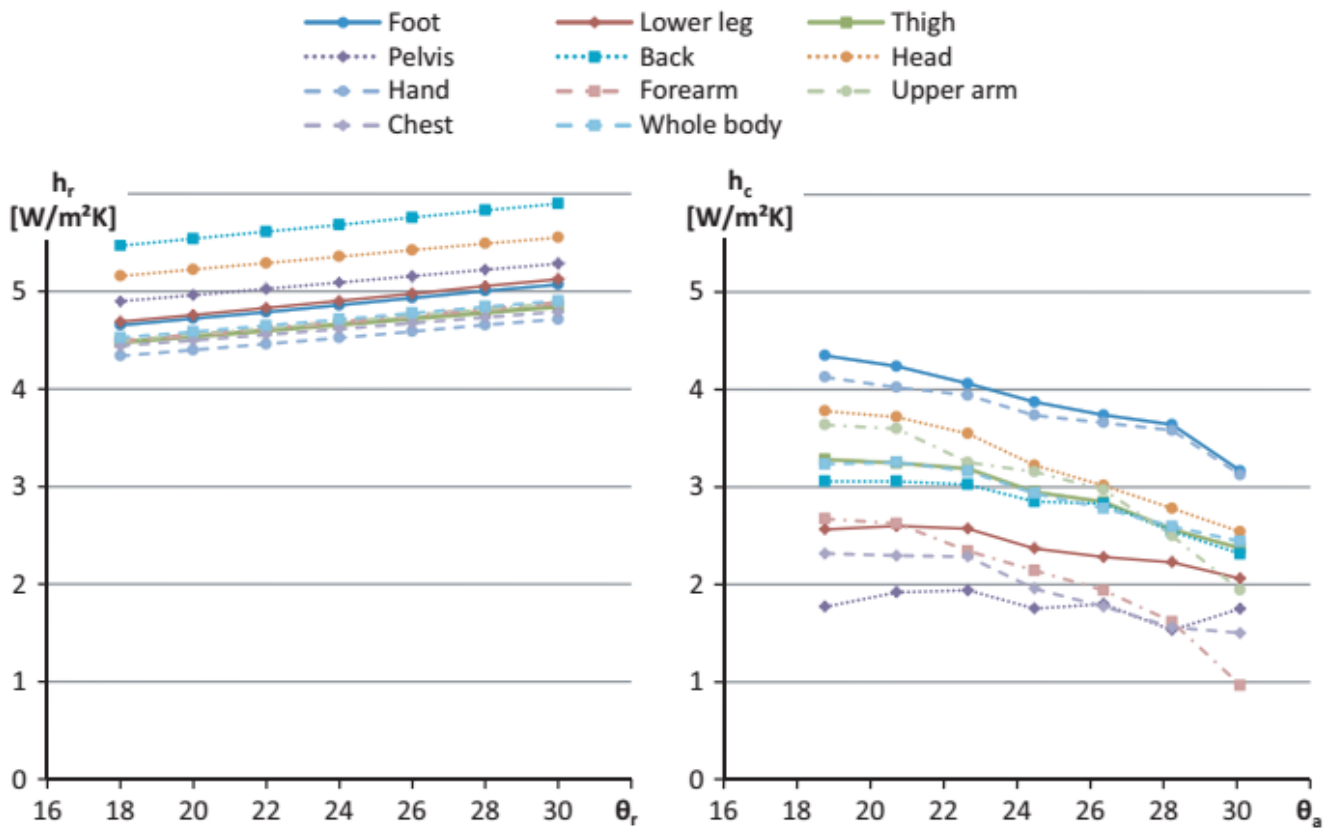 Foot Lower leg Thigh
Pelvis Back Head
Hand Forearm Upper arm
Chest Whole body
hr
[W/m²K]
5
4
3
2
1
0
16 18 20 22 24 26 28 30 θr
hc
[W/m²K]
5
4
3
2
1
0
16 18 20 22 24 26 28 30 θa